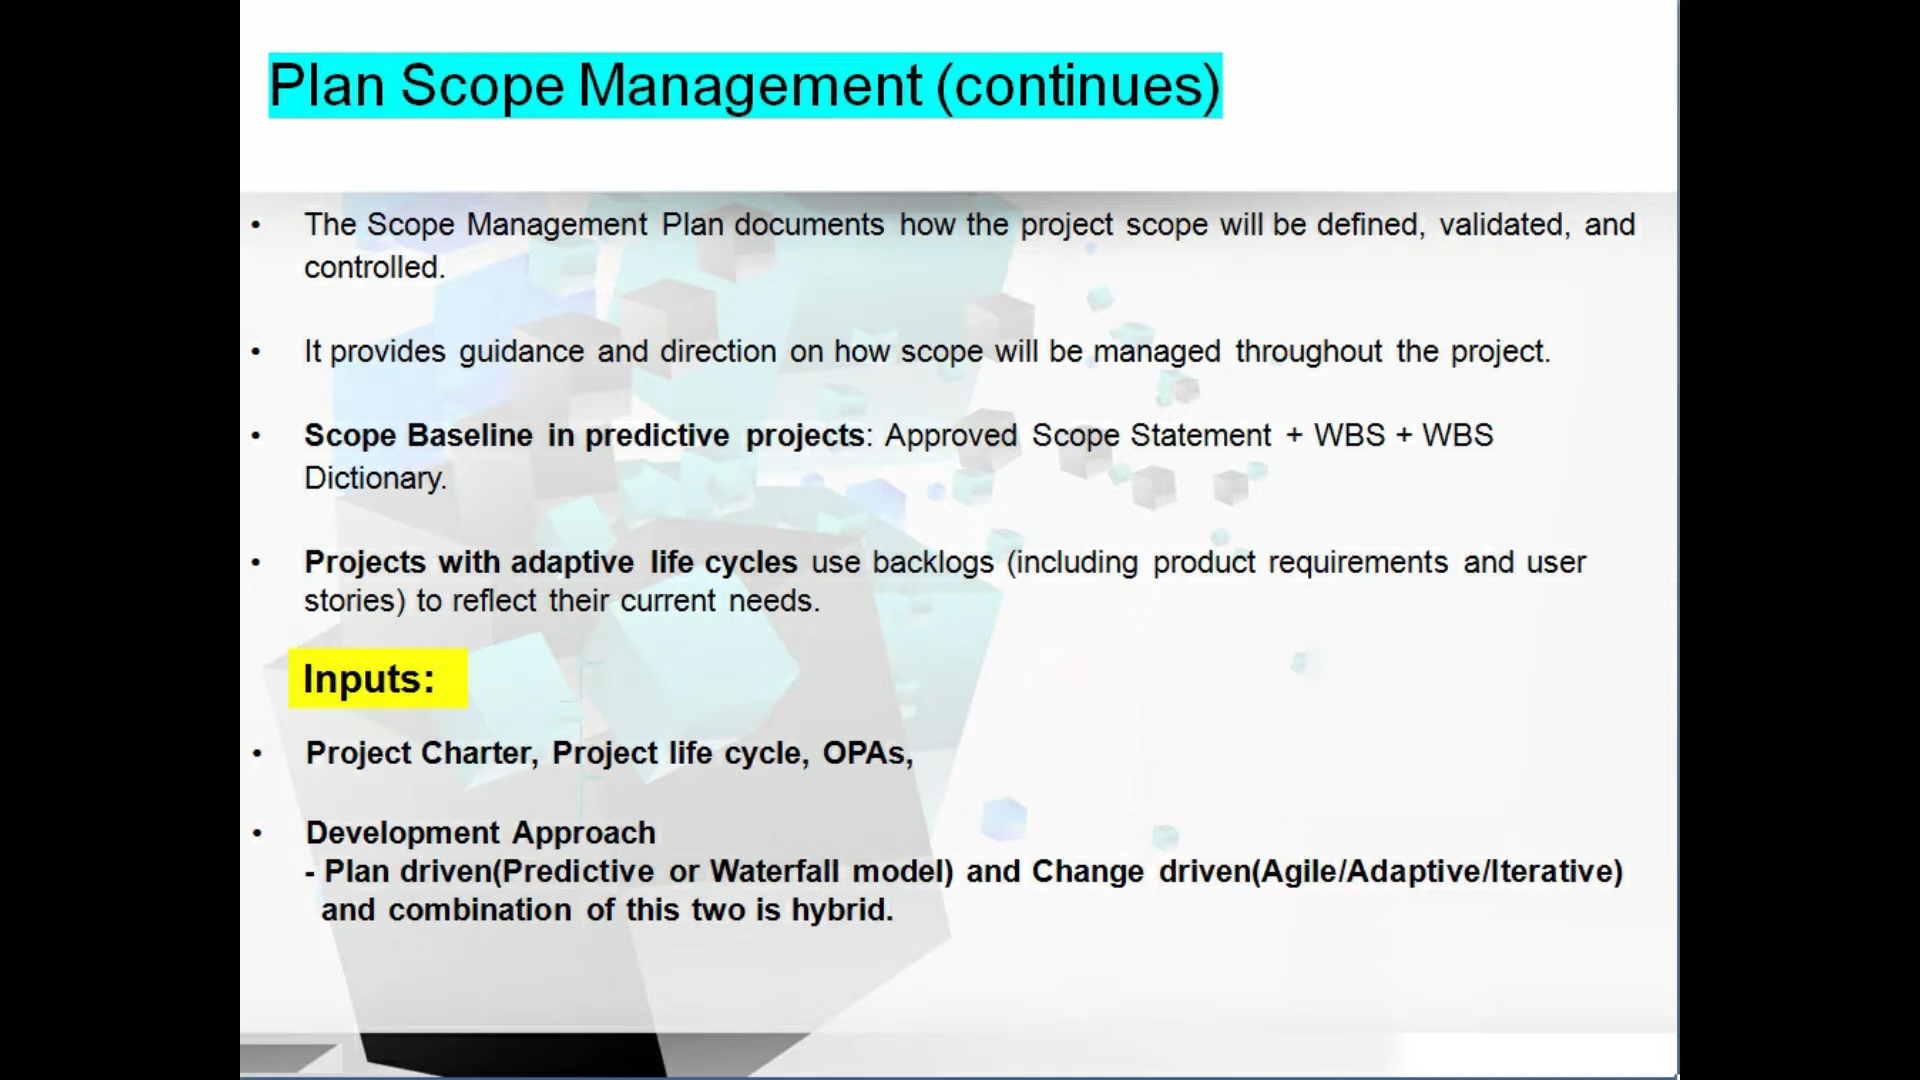 Plan Scope Management (continues)
• The Scope Management Plan documents how the project scope will be defined, validated, and
controlled.
• It provides guidance and direction on how scope will be managed throughout the project.
• Scope Baseline in predictive projects: Approved Scope Statement + WBS + WBS
Dictionary.
• Projects with adaptive life cycles use backlogs (including product requirements and user
stories) to reflect their current needs.
Inputs:
• Project Charter, Project life cycle, OPAs,
• Development Approach
- Plan driven(Predictive or Waterfall model) and Change driven(Agile/Adaptive/Iterative)
and combination of this two is hybrid.